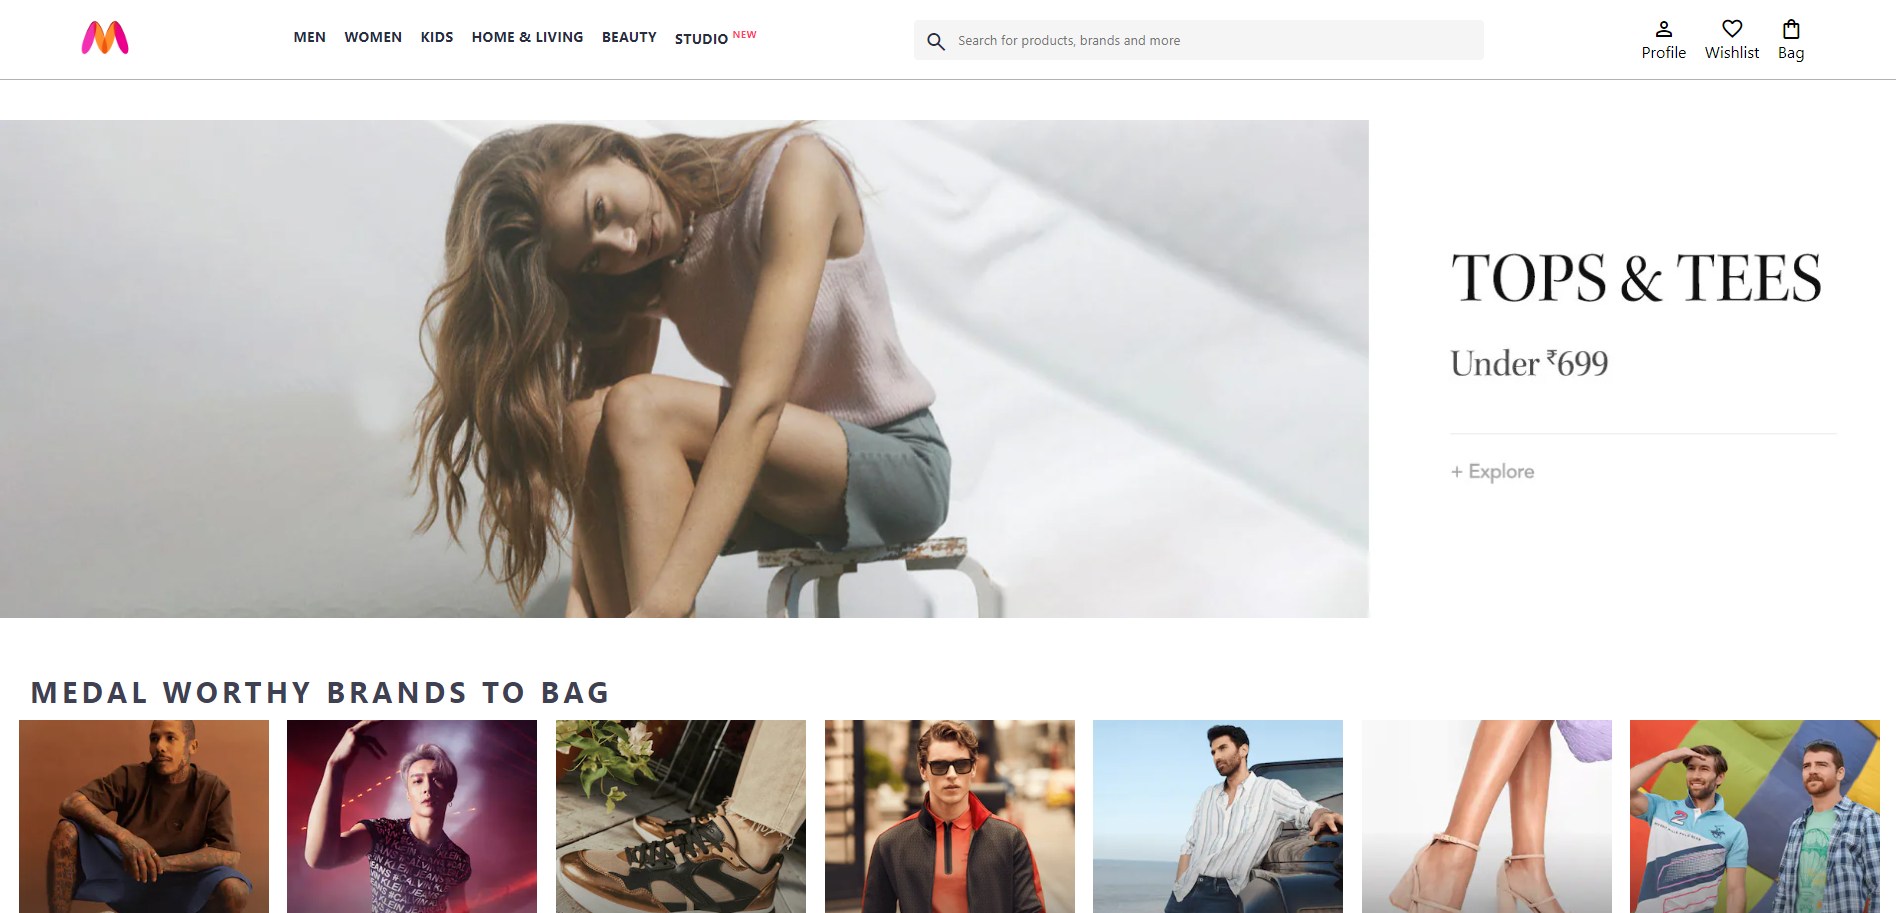 MEN WOMEN KIDS HOME & LIVING BEAUTY STUDIO NEW
Search for products, brands and more
Profile Wishlist Bag
TOPS & TEES
Under ₹699
+ Explore
MEDAL WORTHY BRANDS TO BAG